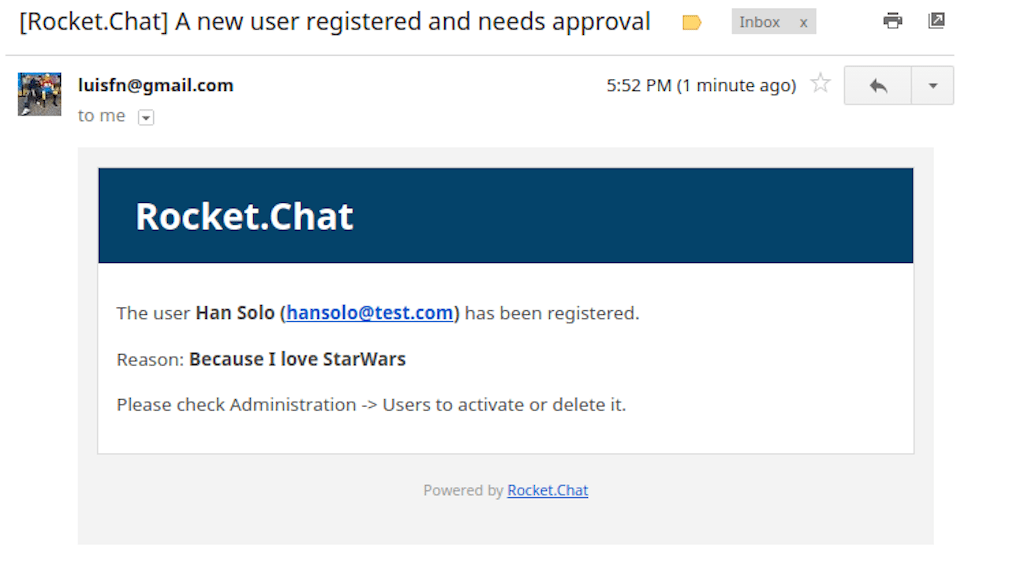 [Rocket.Chat] A new user registered and needs approval
Inbox x
luisfn@gmail.com
5:52 PM (1 minute ago)
to me
Rocket.Chat
The user Han Solo (hansolo@test.com) has been registered.
Reason: Because I love StarWars
Please check Administration -> Users to activate or delete it.
Powered by Rocket.Chat